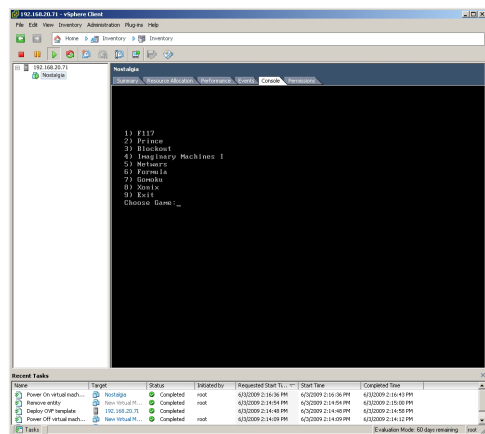 192.168.20.71 - vSphere Client
File Edit View Inventory Administration Plug-ins Help
Home Inventory Inventory
192.168.20.71
Nostalgia
Nostalgia
Summary Resource Allocation Performance Events Console Permissions
1) F117
2) Prince
3) Blockout
4) Imaginary Machines I
5) Netwars
6) Formula
7) Gomoku
8) Xonix
9) Exit
Choose Game:_
Recent Tasks
Name Target Status Initiated by Requested Start Ti... Start Time Completed Time
Power On virtual mach... Nostalgia Completed root 6/3/2009 2:16:36 PM 6/3/2009 2:16:36 PM 6/3/2009 2:16:43 PM
Remove entity New Virtual M... Completed root 6/3/2009 2:14:54 PM 6/3/2009 2:14:54 PM 6/3/2009 2:15:00 PM
Deploy OVF template 192.168.20.71 Completed 6/3/2009 2:14:48 PM 6/3/2009 2:14:48 PM 6/3/2009 2:14:58 PM
Power Off virtual mach... New Virtual M... Completed root 6/3/2009 2:14:09 PM 6/3/2009 2:14:09 PM 6/3/2009 2:14:12 PM
Tasks Evaluation Mode: 60 days remaining root